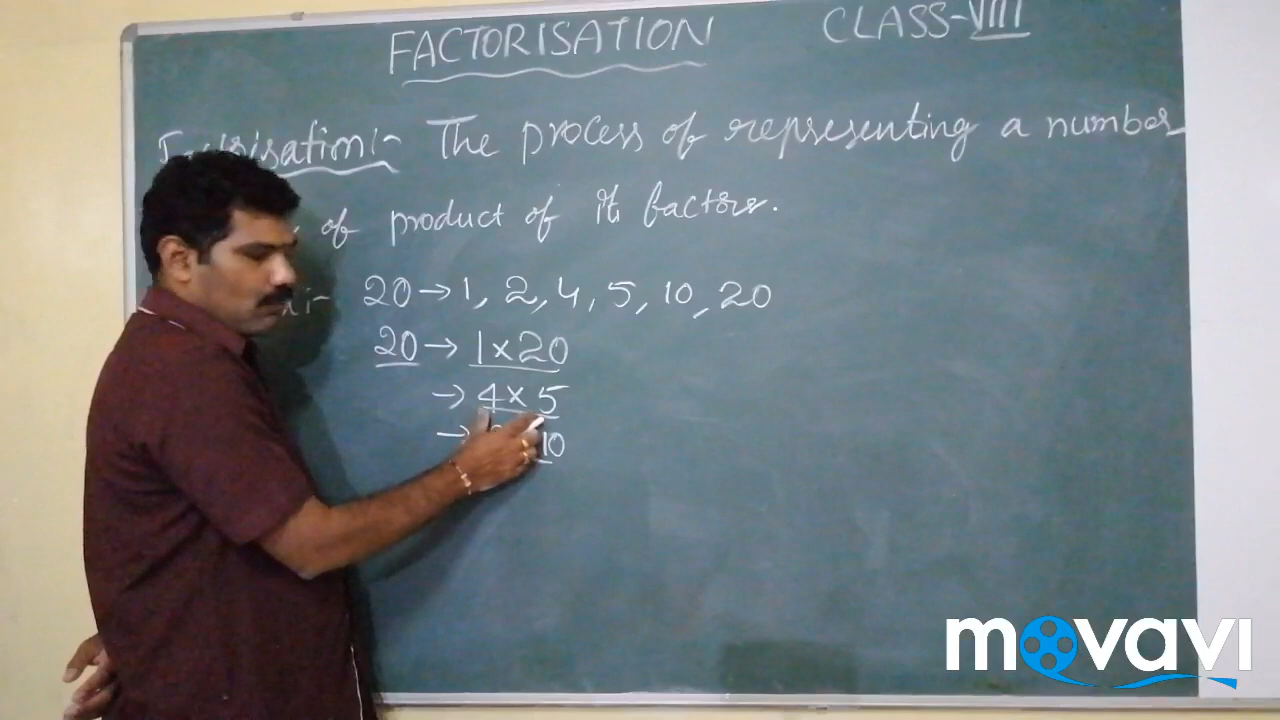 FACTORISATION CLASS-VIII
The process of representing a number
of product of it factors.
20 → 1, 2, 4, 5, 10, 20
20 → 1 × 20
→ 4 × 5
→ 10
movavi